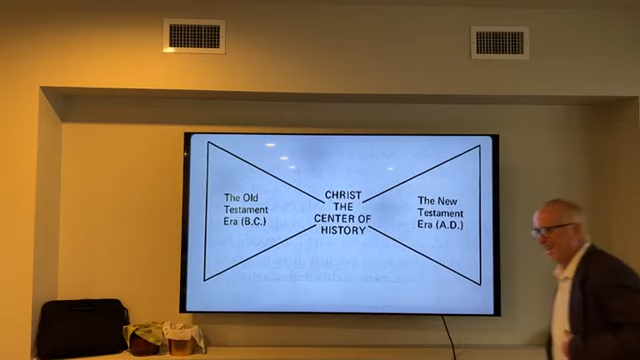 The Old
Testament
Era (B.C.)
CHRIST
THE
CENTER OF
HISTORY
The New
Testament
Era (A.D.)